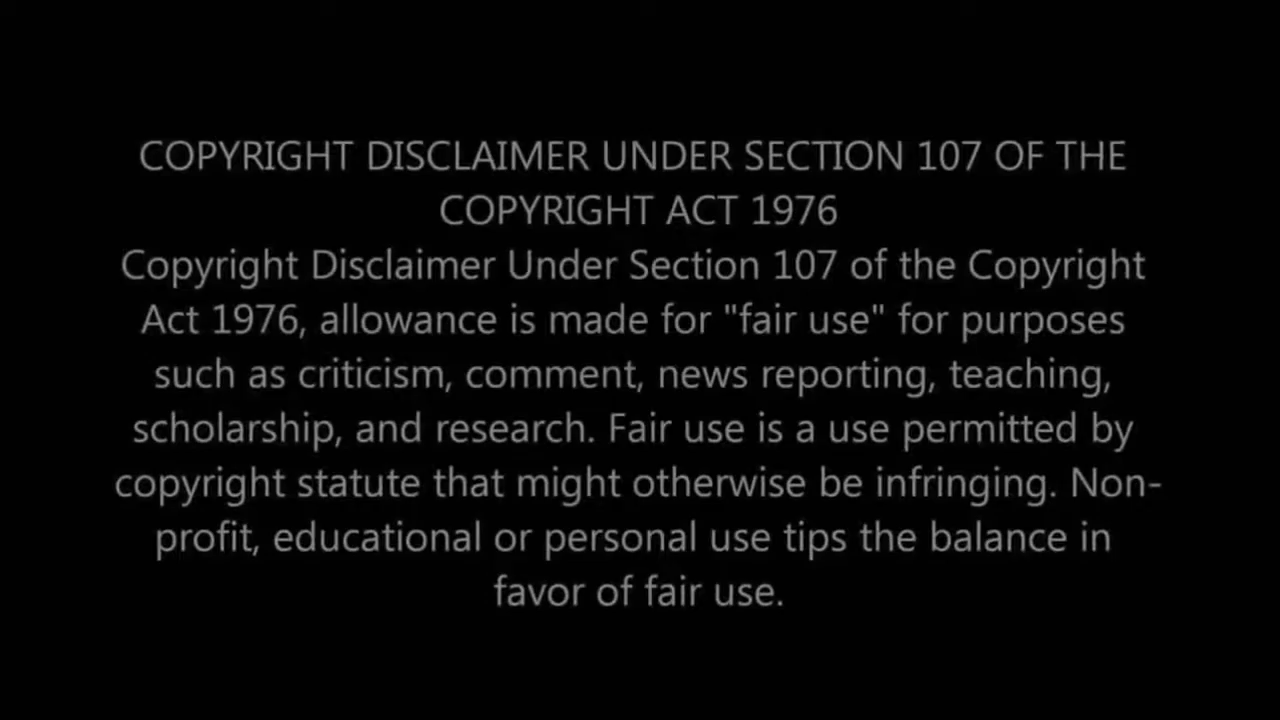 COPYRIGHT DISCLAIMER UNDER SECTION 107 OF THE
COPYRIGHT ACT 1976
Copyright Disclaimer Under Section 107 of the Copyright
Act 1976, allowance is made for "fair use" for purposes
such as criticism, comment, news reporting, teaching,
scholarship, and research. Fair use is a use permitted by
copyright statute that might otherwise be infringing. Non-
profit, educational or personal use tips the balance in
favor of fair use.